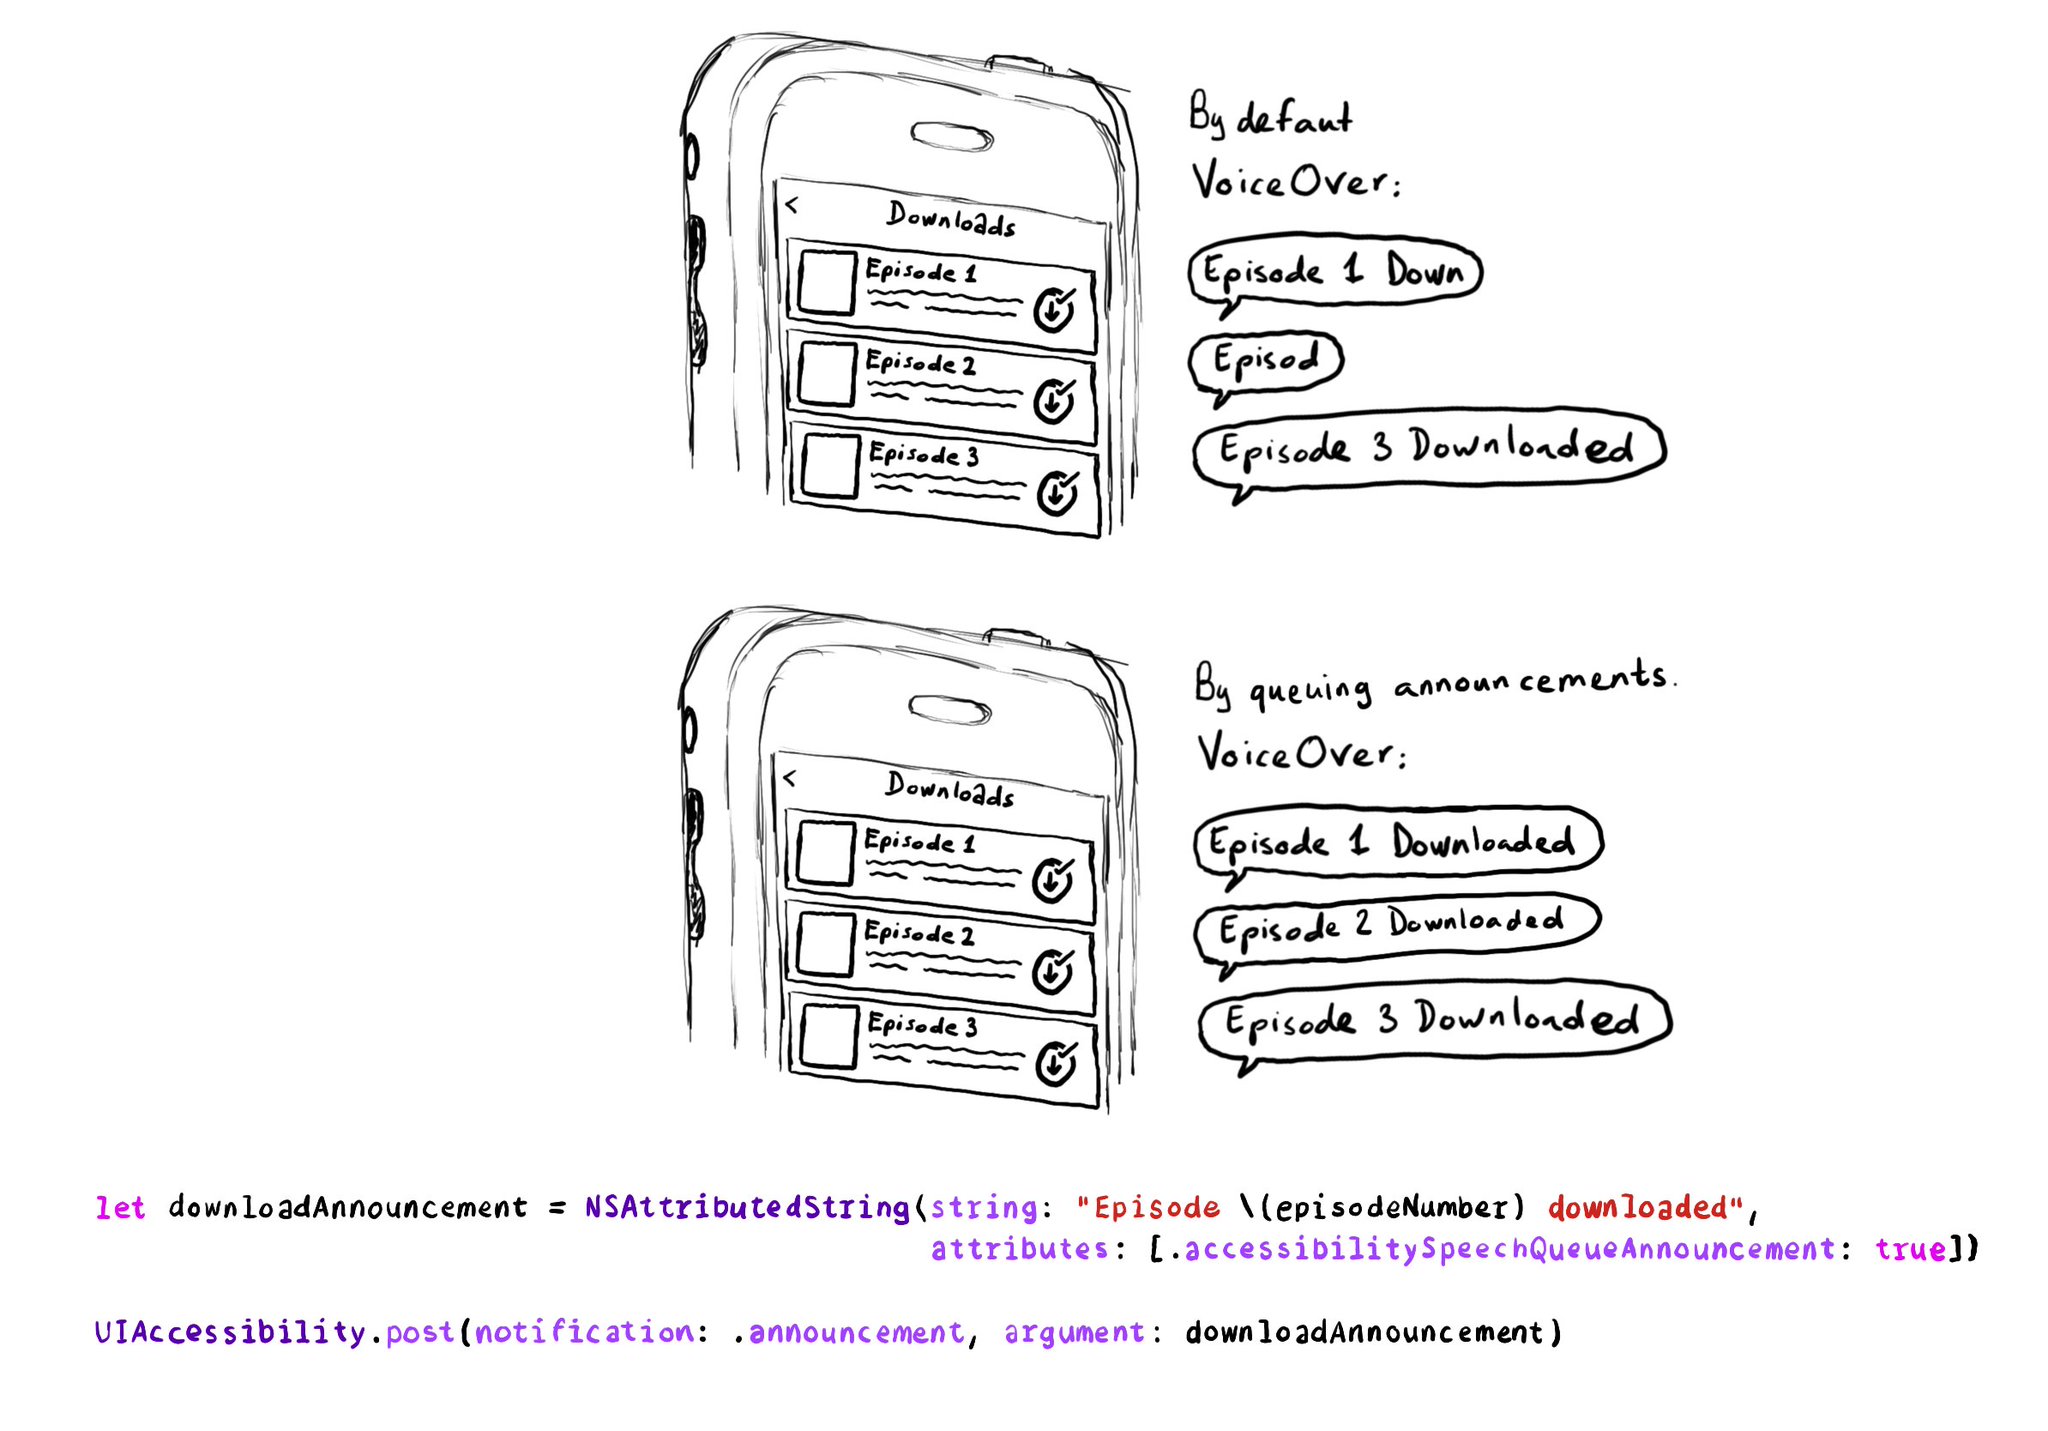 By defaut
VoiceOver:
<
Downloads
Episode 1
Episode 2
Episode 3
Episode 1 Down
Episod
Episode 3 Downloaded
By queuing announcements.
VoiceOver:
<
Downloads
Episode 1
Episode 2
Episode 3
Episode 1 Downloaded
Episode 2 Downloaded
Episode 3 Downloaded
let downloadAnnouncement = NSAttributedString(string: "Episode \(episodeNumber) downloaded",
attributes: [.accessibilitySpeechQueueAnnouncement: true])
UIAccessibility.post(notification: .announcement, argument: downloadAnnouncement)